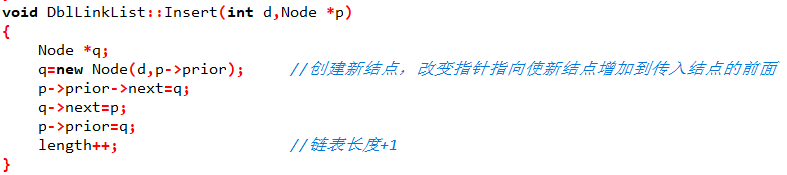 void DblLinkList::Insert(int d,Node *p)
{
    Node *q;
    q=new Node(d,p->prior);     //创建新结点，改变指针指向使新结点增加到传入结点的前面
    p->prior->next=q;
    q->next=p;
    p->prior=q;
    length++;                   //链表长度+1
}